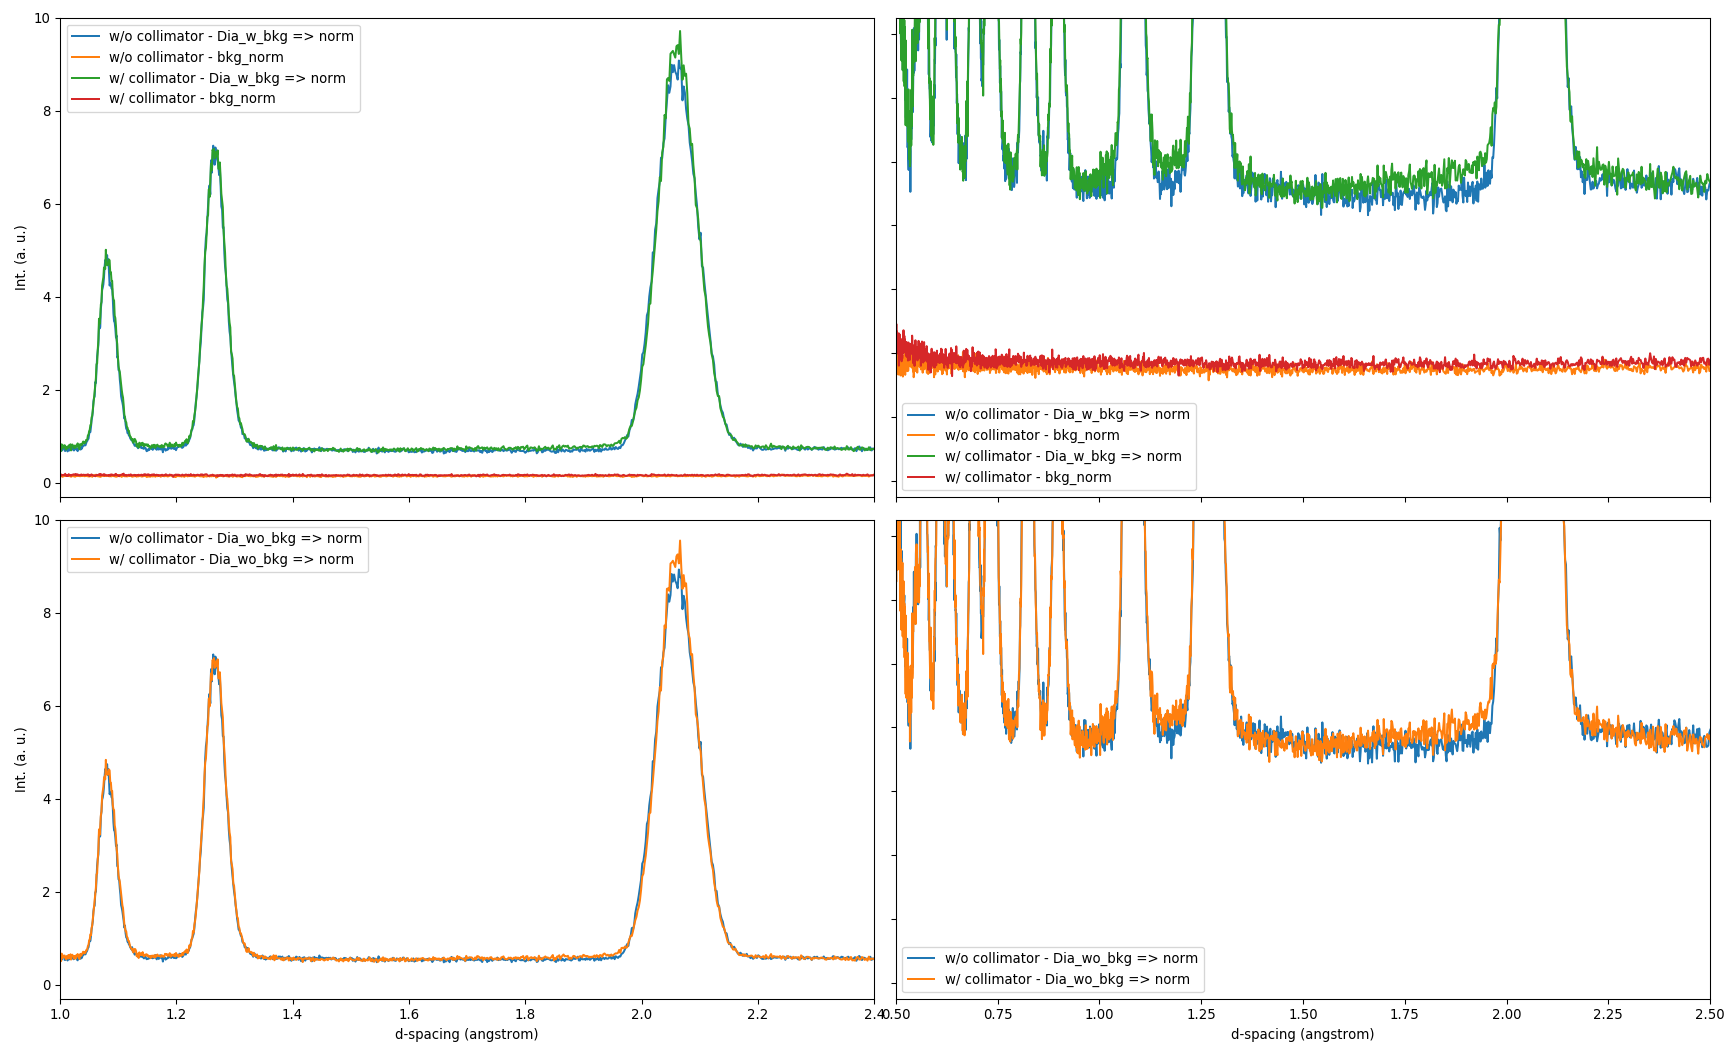 10
8
6
4
2
0
Int. (a. u.)
w/o collimator - Dia_w_bkg => norm
w/o collimator - bkg_norm
w/ collimator - Dia_w_bkg => norm
w/ collimator - bkg_norm
w/o collimator - Dia_w_bkg => norm
w/o collimator - bkg_norm
w/ collimator - Dia_w_bkg => norm
w/ collimator - bkg_norm
10
8
6
4
2
0
Int. (a. u.)
w/o collimator - Dia_wo_bkg => norm
w/ collimator - Dia_wo_bkg => norm
1.0 1.2 1.4 1.6 1.8 2.0 2.2 2.4
d-spacing (angstrom)
w/o collimator - Dia_wo_bkg => norm
w/ collimator - Dia_wo_bkg => norm
0.50 0.75 1.00 1.25 1.50 1.75 2.00 2.25 2.50
d-spacing (angstrom)